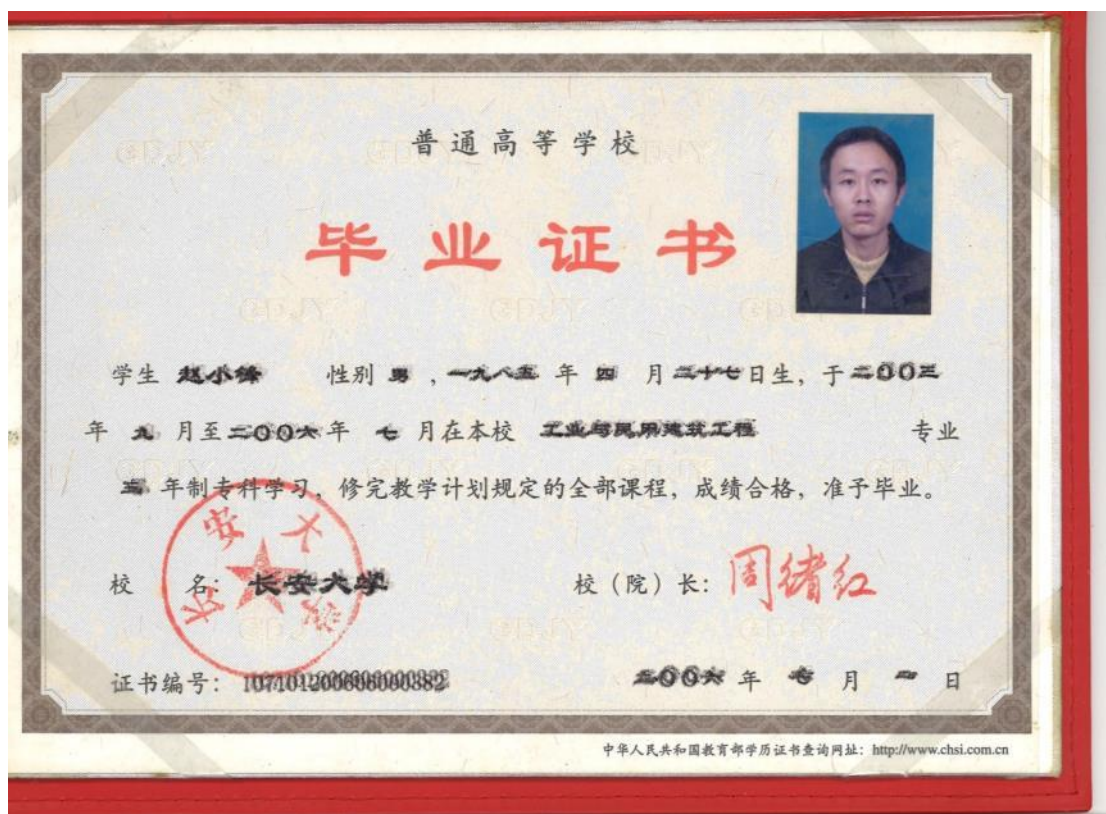 普通高等学校
毕业证书
学生 赵小锋 性别 男 ，一九八五 年 四 月 二十七 日生，于 二〇〇三
年 九 月至 二〇〇六 年 七 月在本校 工业与民用建筑工程 专业
三 年制专科学习，修完教学计划规定的全部课程，成绩合格，准予毕业。
长安大学
校 名：长安大学 校（院）长：周绪红
证书编号：107101200606000382 二〇〇六 年 七 月 一 日
中华人民共和国教育部学历证书查询网址：http://www.chsi.com.cn